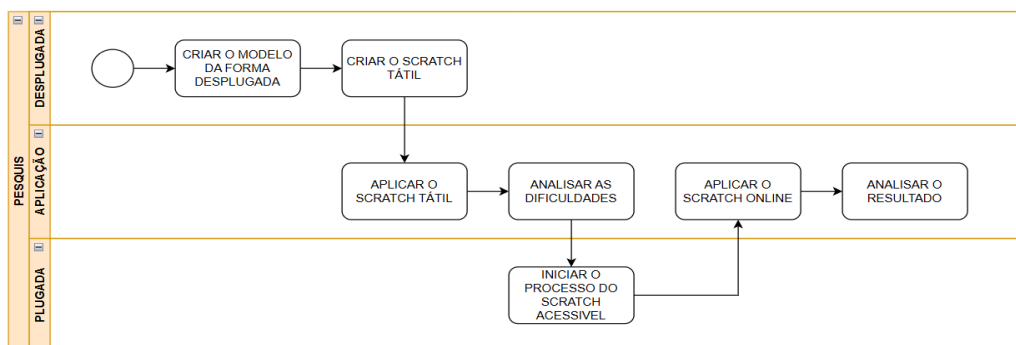 PESQUIS
DESPLUGADA
CRIAR O MODELO
DA FORMA
DESPLUGADA
CRIAR O SCRATCH
TÁTIL
APLICAÇÃO
APLICAR O
SCRATCH TÁTIL
ANALISAR AS
DIFICULDADES
APLICAR O
SCRATCH ONLINE
ANALISAR O
RESULTADO
PLUGADA
INICIAR O
PROCESSO DO
SCRATCH
ACESSIVEL